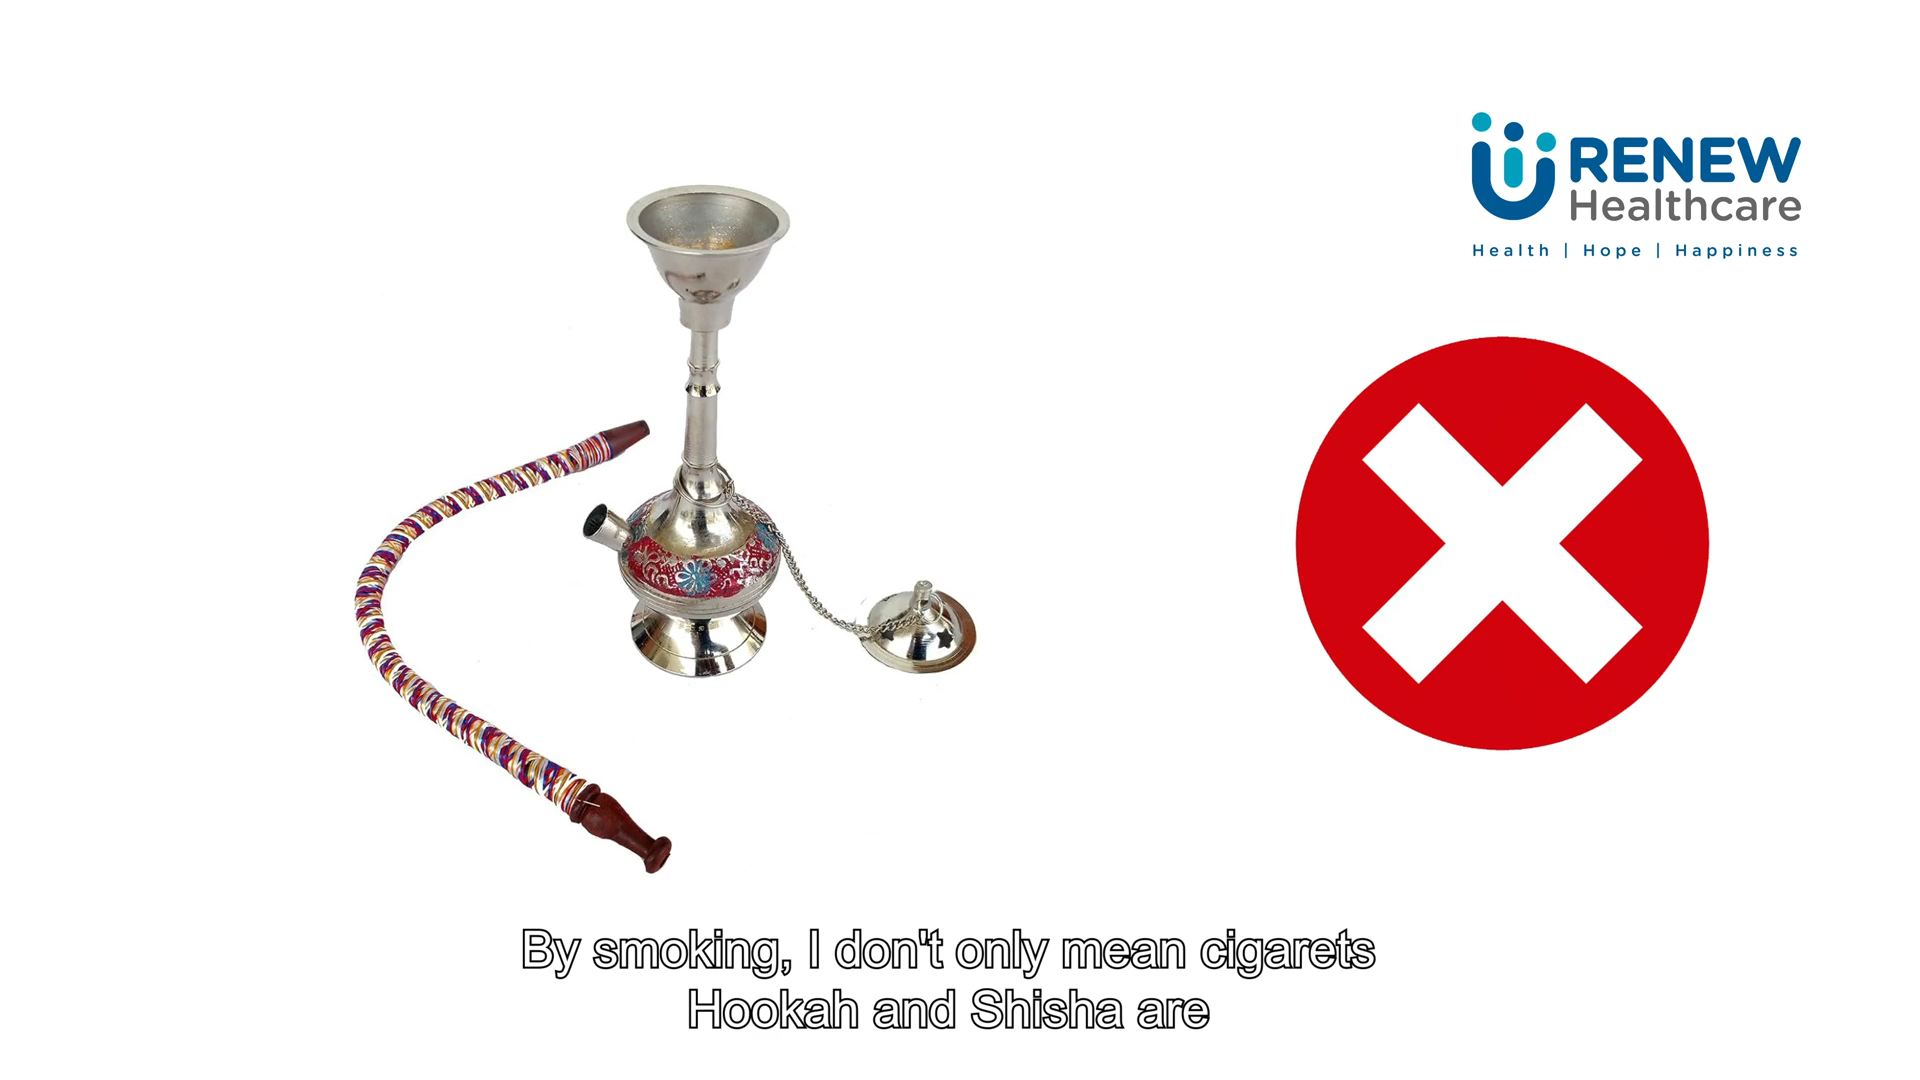 RENEW
Healthcare
Health | Hope | Happiness
By smoking, I don't only mean cigarets
Hookah and Shisha are